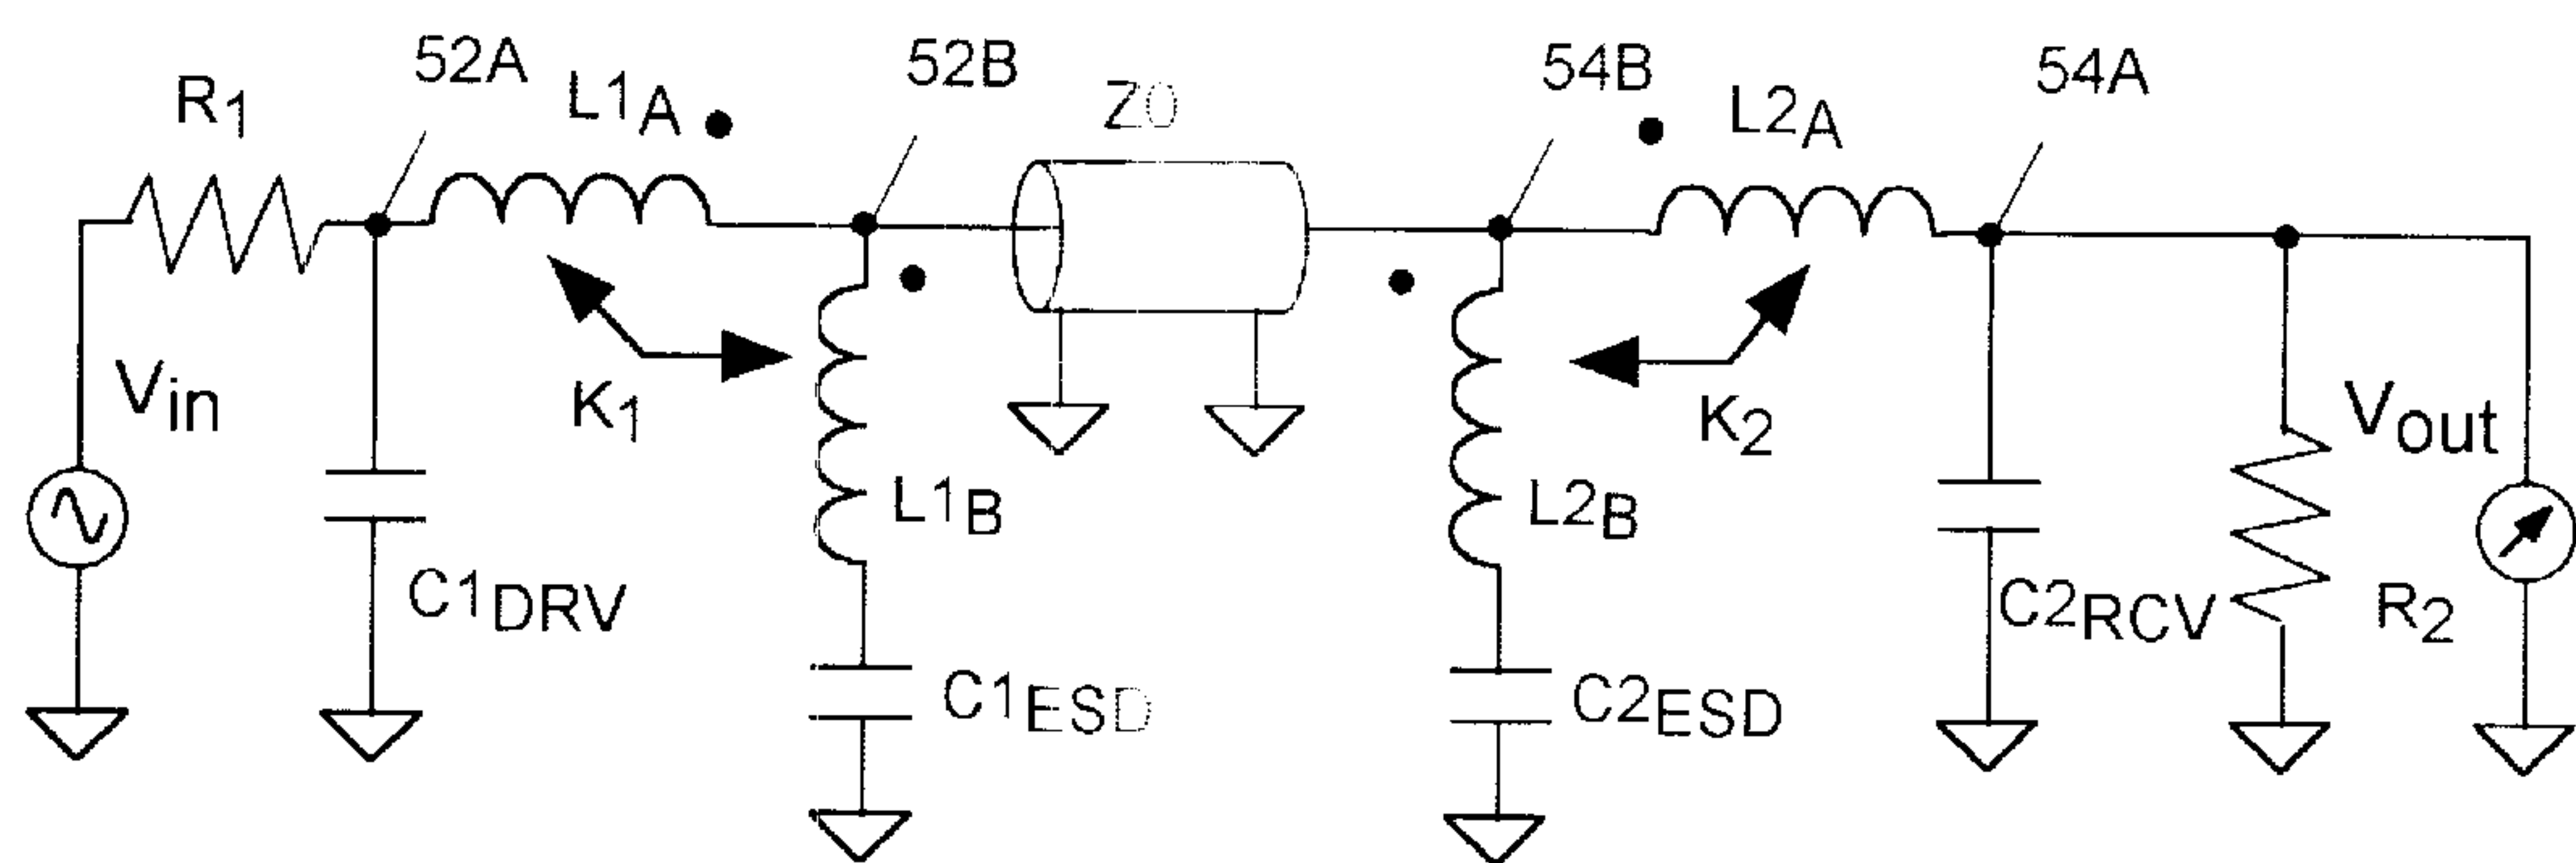 R1
52A
L1A
52B
Z0
54B
L2A
54A
Vin
K1
L1B
C1DRV
C1ESD
K2
L2B
C2ESD
C2RCV
R2
Vout